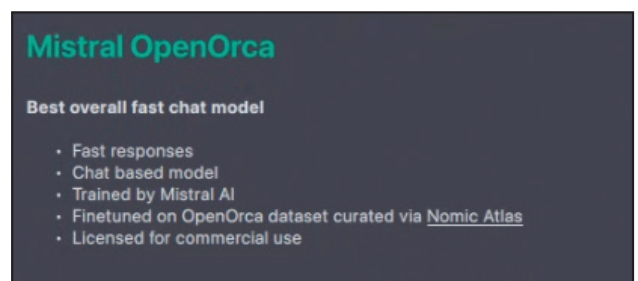 Mistral OpenOrca
Best overall fast chat model
• Fast responses
• Chat based model
• Trained by Mistral AI
• Finetuned on OpenOrca dataset curated via Nomic Atlas
• Licensed for commercial use